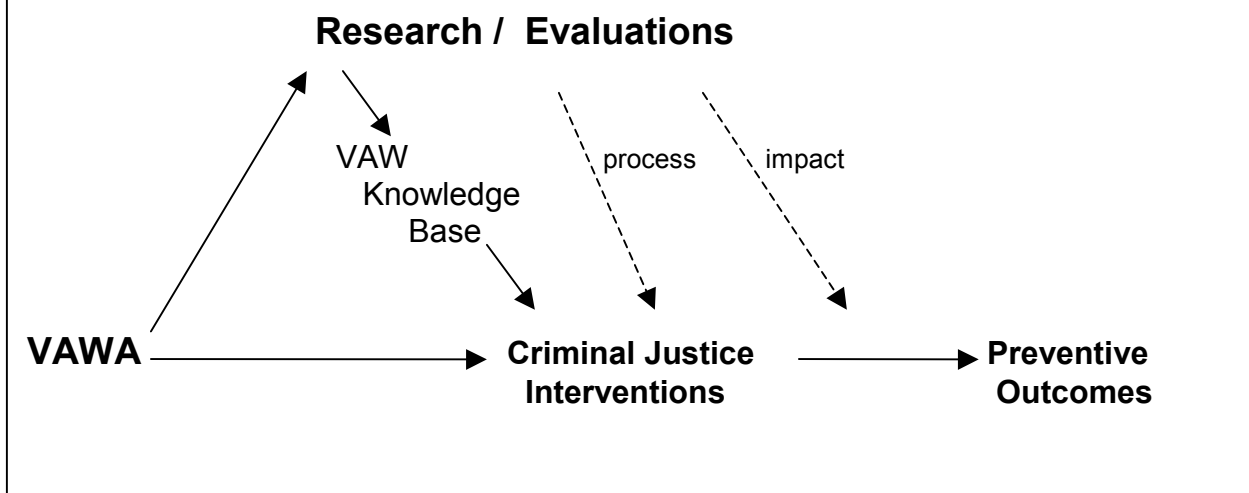 Research / Evaluations
VAW
Knowledge
Base
process
impact
VAWA
Criminal Justice
Interventions
Preventive
Outcomes